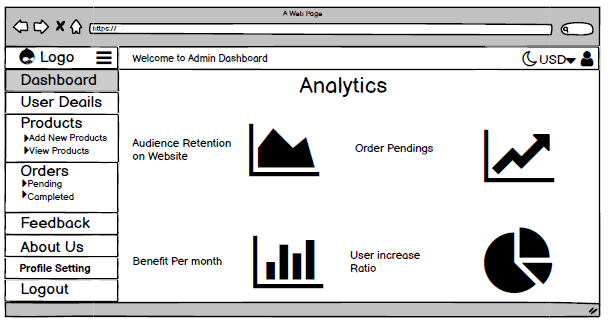 A Web Page
https://
Logo
Welcome to Admin Dashboard
USD
Dashboard
User Deails
Products
Add New Products
View Products
Orders
Pending
Completed
Feedback
About Us
Profile Setting
Logout
Analytics
Audience Retention
on Website
Order Pendings
Benefit Per month
User increase
Ratio